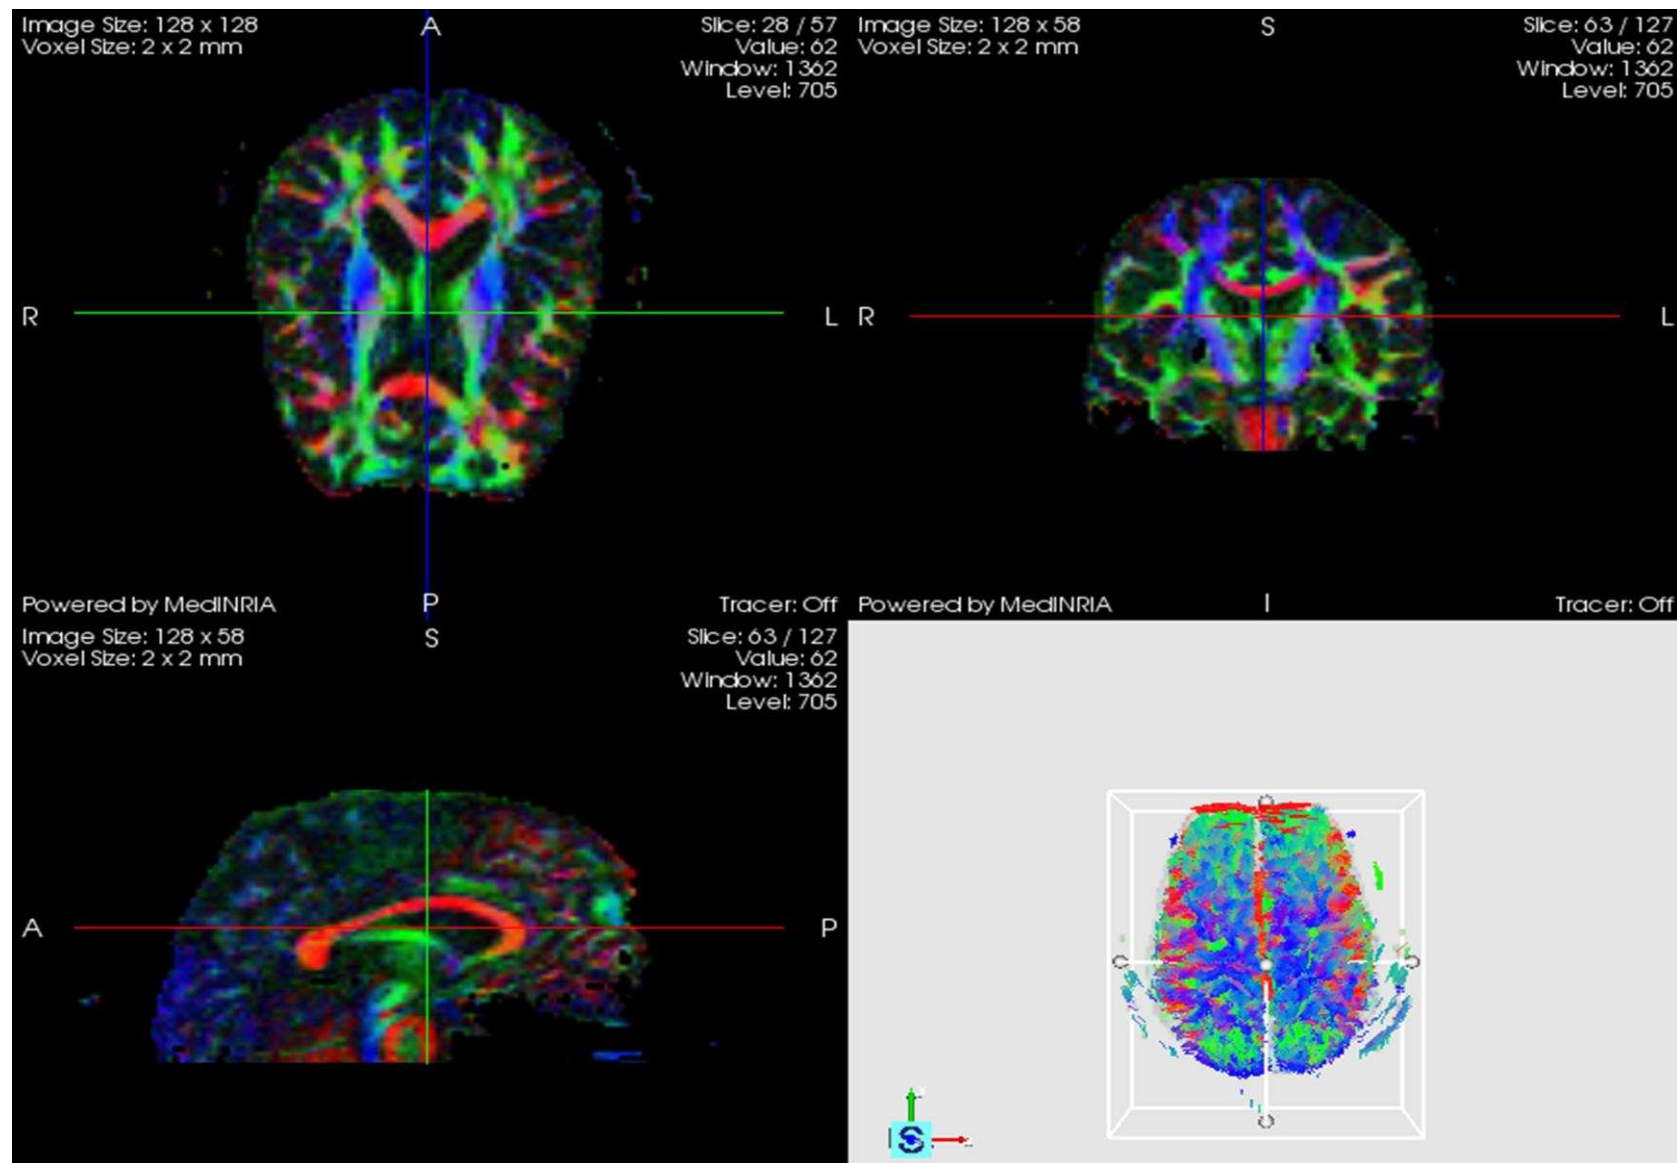 Image Size: 128 x 128
Voxel Size: 2 x 2 mm
A
Slice: 28 / 57
Value: 62
Window: 1362
Level: 705
R
L
Powered by MedINRIA
P
Tracer: Off
Image Size: 128 x 58
Voxel Size: 2 x 2 mm
S
Slice: 63 / 127
Value: 62
Window: 1362
Level: 705
R
L
Powered by MedINRIA
I
Tracer: Off
Image Size: 128 x 58
Voxel Size: 2 x 2 mm
S
Slice: 63 / 127
Value: 62
Window: 1362
Level: 705
A
P
S